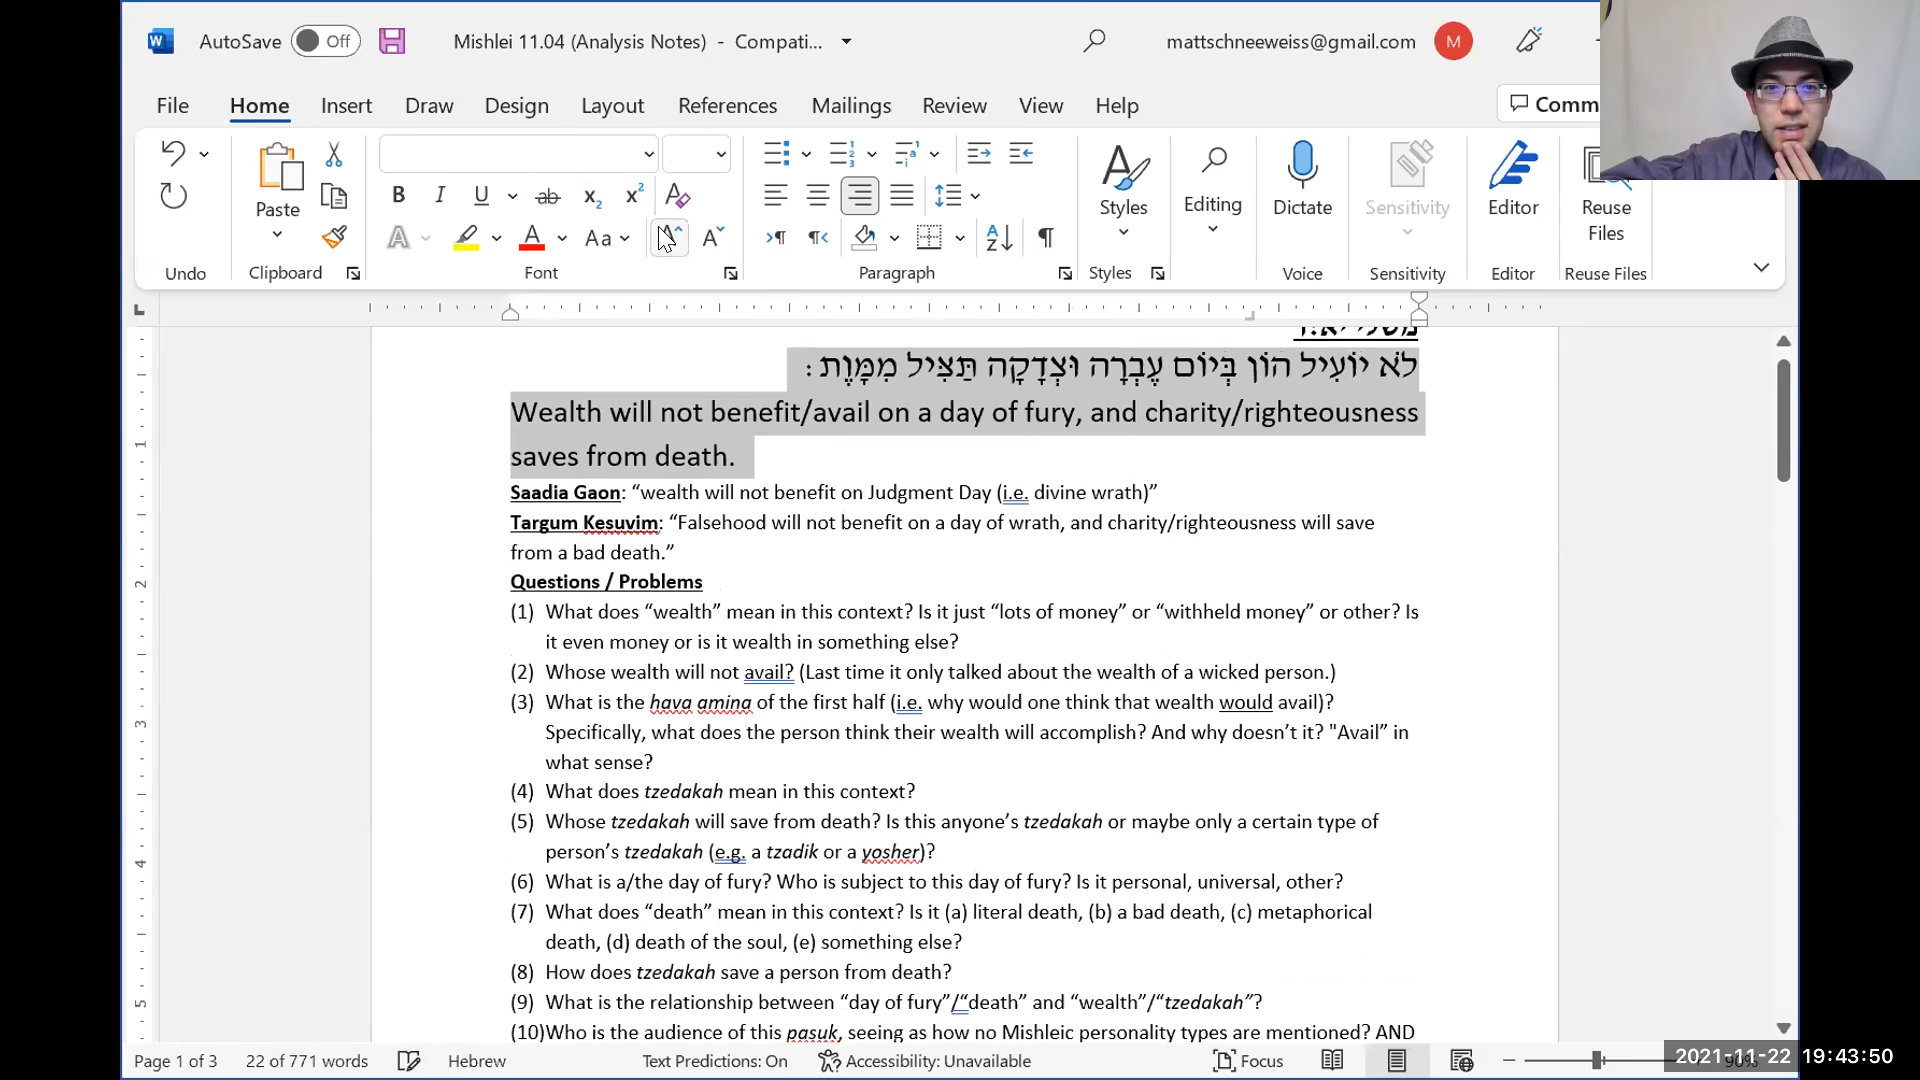 AutoSave Off Mishlei 11.04 (Analysis Notes) - Compati... mattschneeweiss@gmail.com M
File Home Insert Draw Design Layout References Mailings Review View Help Comm
Paste Styles Editing Dictate Sensitivity Editor Reuse Files
Undo Clipboard Font Paragraph Styles Voice Sensitivity Editor Reuse Files
לֹא יוֹעִיל הוֹן בְּיוֹם עֶבְרָה וּצְדָקָה תַּצִּיל מִמָּוֶת:
Wealth will not benefit/avail on a day of fury, and charity/righteousness
saves from death.
Saadia Gaon: “wealth will not benefit on Judgment Day (i.e. divine wrath)”
Targum Kesuvim: “Falsehood will not benefit on a day of wrath, and charity/righteousness will save
from a bad death.”
Questions / Problems
(1) What does “wealth” mean in this context? Is it just “lots of money” or “withheld money” or other? Is
it even money or is it wealth in something else?
(2) Whose wealth will not avail? (Last time it only talked about the wealth of a wicked person.)
(3) What is the hava amina of the first half (i.e. why would one think that wealth would avail)?
Specifically, what does the person think their wealth will accomplish? And why doesn’t it? "Avail” in
what sense?
(4) What does tzedakah mean in this context?
(5) Whose tzedakah will save from death? Is this anyone’s tzedakah or maybe only a certain type of
person’s tzedakah (e.g. a tzadik or a yosher)?
(6) What is a/the day of fury? Who is subject to this day of fury? Is it personal, universal, other?
(7) What does “death” mean in this context? Is it (a) literal death, (b) a bad death, (c) metaphorical
death, (d) death of the soul, (e) something else?
(8) How does tzedakah save a person from death?
(9) What is the relationship between “day of fury”/“death” and “wealth”/“tzedakah”?
(10)Who is the audience of this pasuk, seeing as how no Mishleic personality types are mentioned? AND
Page 1 of 3 22 of 771 words Hebrew Text Predictions: On Accessibility: Unavailable Focus
2021-11-22 19:43:50